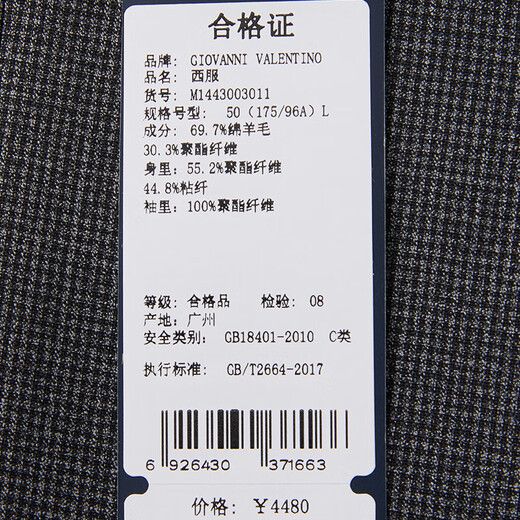 合格证
品牌: GIOVANNI VALENTINO
品名: 西服
货号: M1443003011
规格号型: 50（175/96A）L
成分: 69.7%绵羊毛
30.3%聚酯纤维
身里: 55.2%聚酯纤维
44.8%粘纤
袖里: 100%聚酯纤维
等级: 合格品 检验: 08
产地: 广州
安全类别: GB18401-2010 C类
执行标准: GB/T2664-2017
6 926430 371663
价格: ￥4480